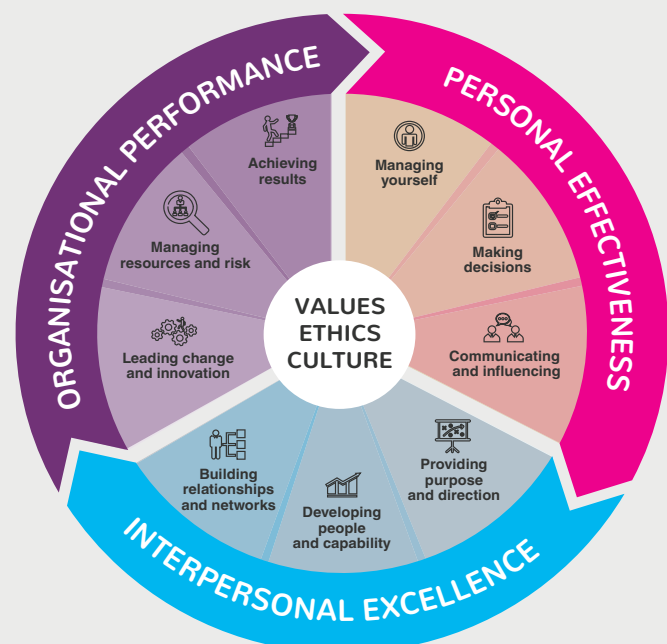 ORGANISATIONAL PERFORMANCE
PERSONAL EFFECTIVENESS
INTERPERSONAL EXCELLENCE
Managing
yourself
Making
decisions
Communicating
and influencing
Providing
purpose
and direction
Developing
people
and capability
Building
relationships
and networks
Leading change
and innovation
Managing
resources and risk
Achieving
results
VALUES
ETHICS
CULTURE